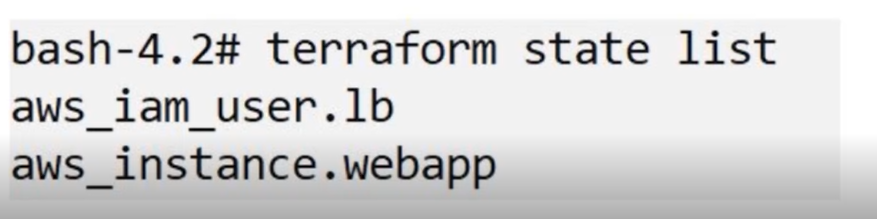 bash-4.2# terraform state list
aws_iam_user.lb
aws_instance.webapp